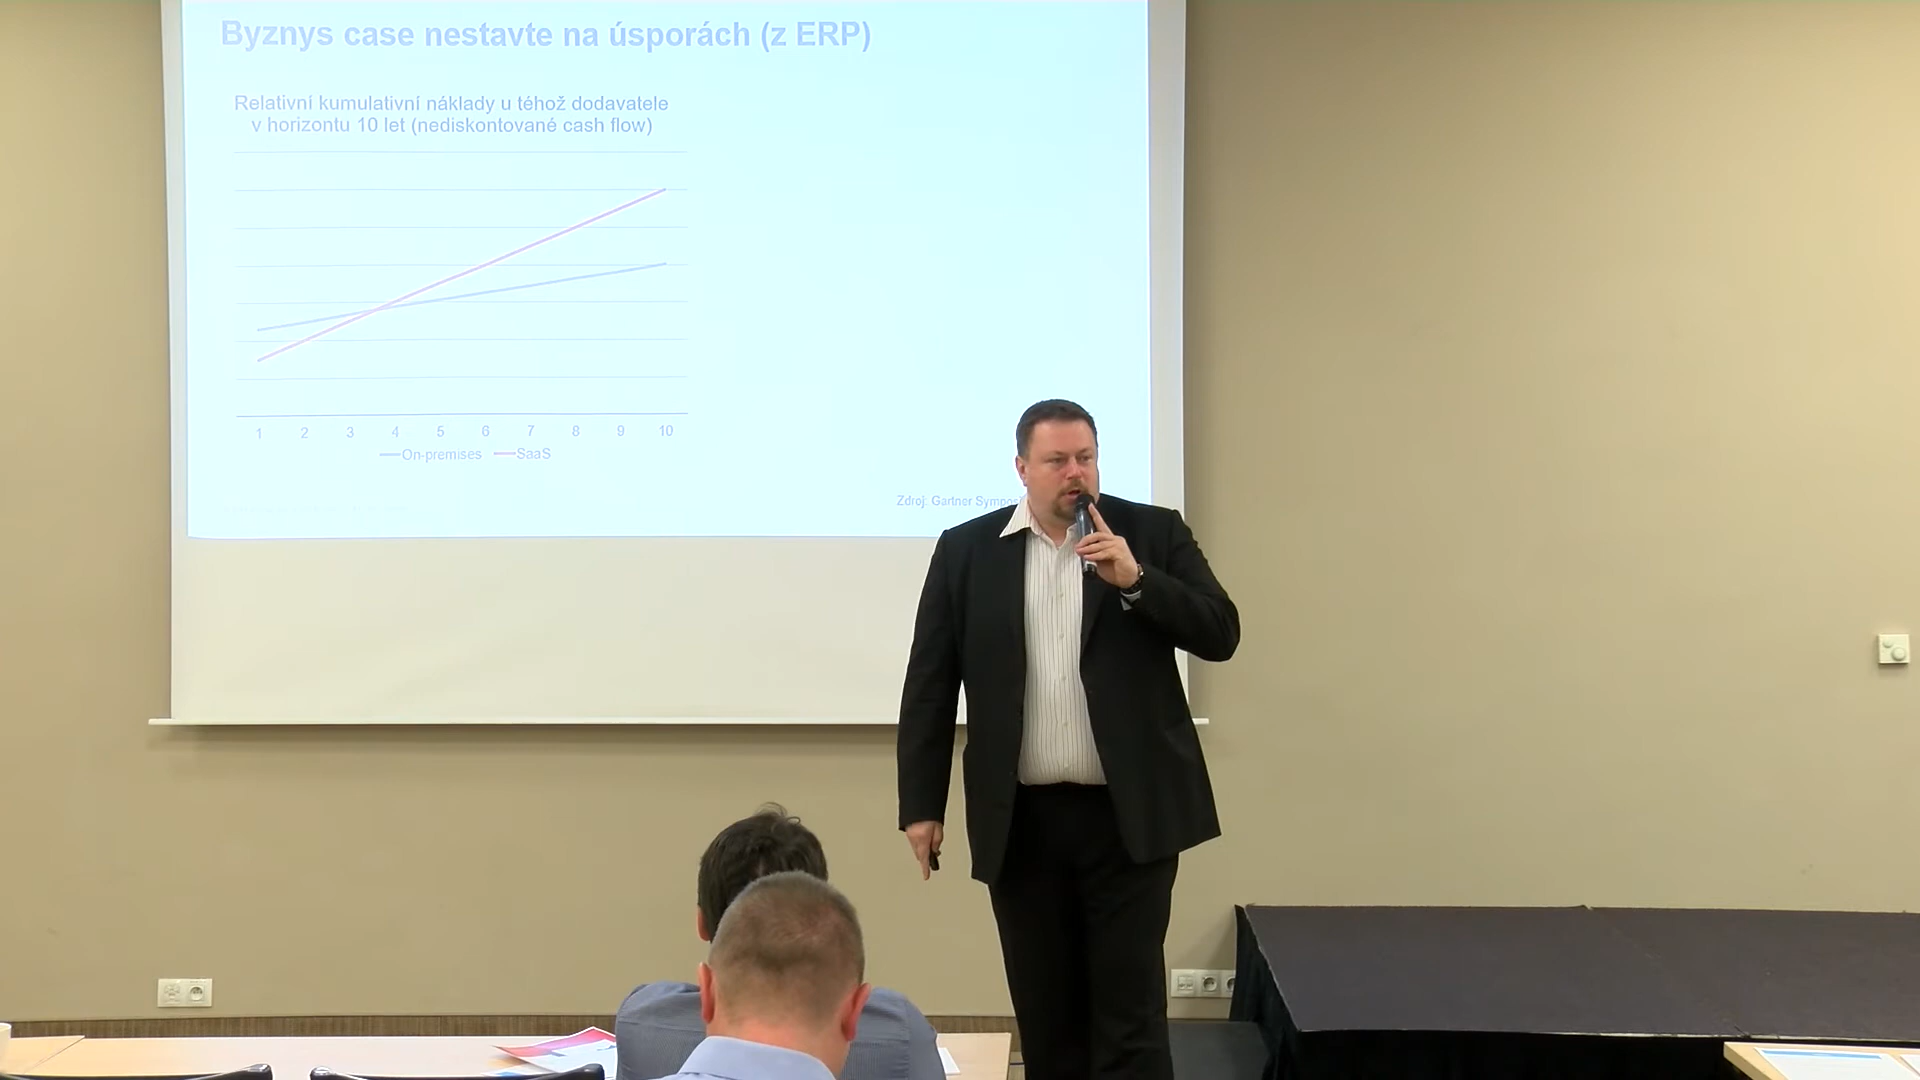 Byznys case nestavte na úsporách (z ERP)
Relativní kumulativní náklady u téhož dodavatele
v horizontu 10 let (nediskontované cash flow)
1 2 3 4 5 6 7 8 9 10
On-premises SaaS
Zdroj: Gartner